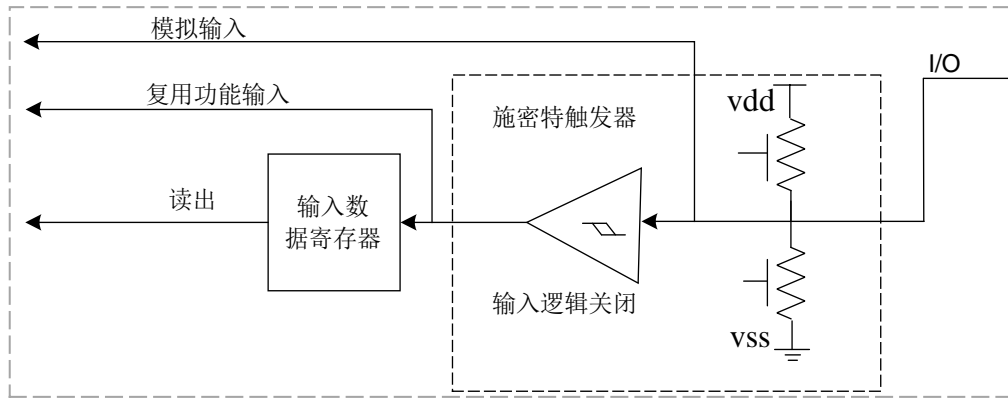 模拟输入
I/O
复用功能输入
vdd
施密特触发器
读出
输入数
据寄存器
输入逻辑关闭
vss